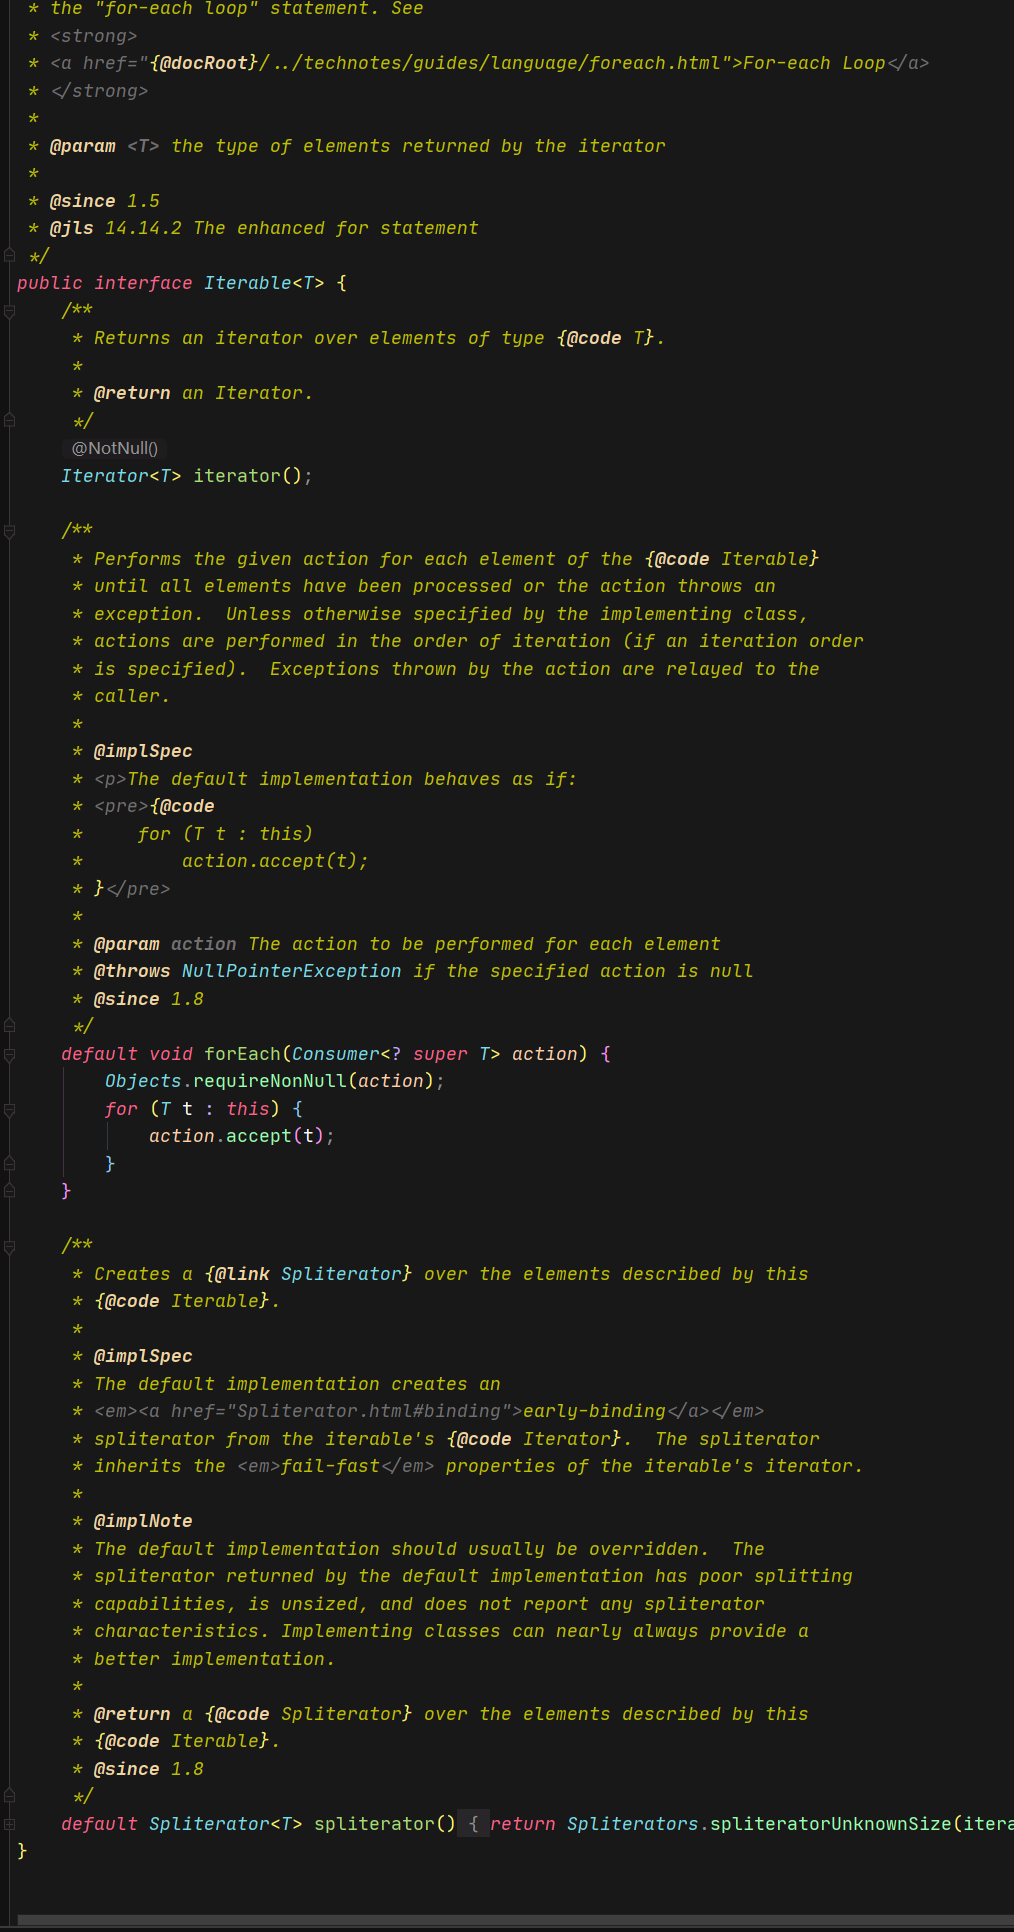 * the "for-each loop" statement. See
* <strong>
* <a href="{@docRoot}/../technotes/guides/language/foreach.html">For-each Loop</a>
* </strong>
*
* @param <T> the type of elements returned by the iterator
*
* @since 1.5
* @jls 14.14.2 The enhanced for statement
*/
public interface Iterable<T> {
/**
* Returns an iterator over elements of type {@code T}.
*
* @return an Iterator.
*/
@NotNull()
Iterator<T> iterator();
/**
* Performs the given action for each element of the {@code Iterable}
* until all elements have been processed or the action throws an
* exception.  Unless otherwise specified by the implementing class,
* actions are performed in the order of iteration (if an iteration order
* is specified).  Exceptions thrown by the action are relayed to the
* caller.
*
* @implSpec
* <p>The default implementation behaves as if:
* <pre>{@code
*     for (T t : this)
*         action.accept(t);
* }</pre>
*
* @param action The action to be performed for each element
* @throws NullPointerException if the specified action is null
* @since 1.8
*/
default void forEach(Consumer<? super T> action) {
Objects.requireNonNull(action);
for (T t : this) {
action.accept(t);
}
}
/**
* Creates a {@link Spliterator} over the elements described by this
* {@code Iterable}.
*
* @implSpec
* The default implementation creates an
* <em><a href="Spliterator.html#binding">early-binding</a></em>
* spliterator from the iterable's {@code Iterator}.  The spliterator
* inherits the <em>fail-fast</em> properties of the iterable's iterator.
*
* @implNote
* The default implementation should usually be overridden.  The
* spliterator returned by the default implementation has poor splitting
* capabilities, is unsized, and does not report any spliterator
* characteristics. Implementing classes can nearly always provide a
* better implementation.
*
* @return a {@code Spliterator} over the elements described by this
* {@code Iterable}.
* @since 1.8
*/
default Spliterator<T> spliterator() { return Spliterators.spliteratorUnknownSize(itera
}